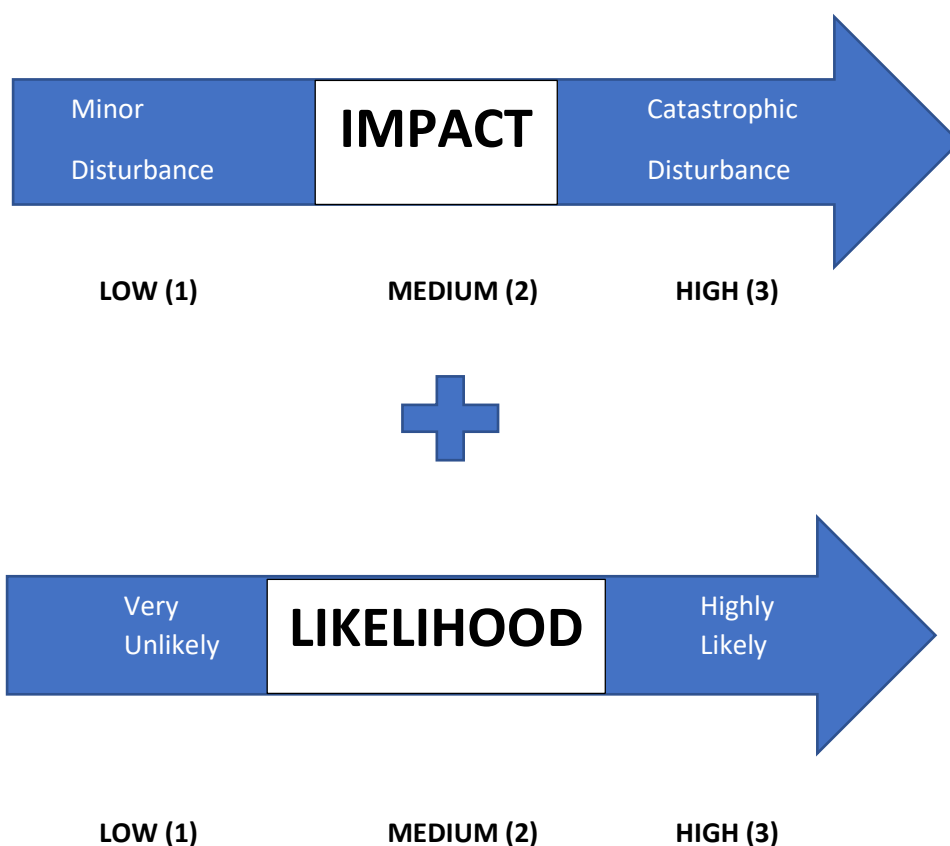 Minor
IMPACT
Catastrophic
Disturbance
Disturbance
LOW (1)
MEDIUM (2)
HIGH (3)
Very
Unlikely
LIKELIHOOD
Highly
Likely
LOW (1)
MEDIUM (2)
HIGH (3)